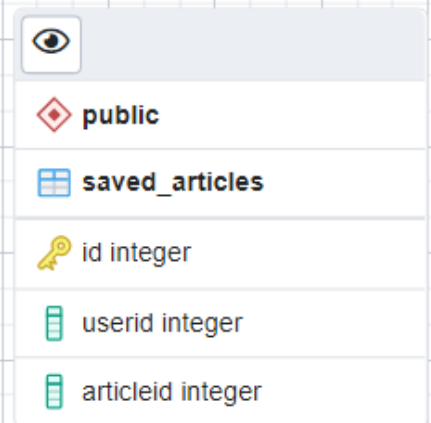 public
saved_articles
id integer
userid integer
articleid integer